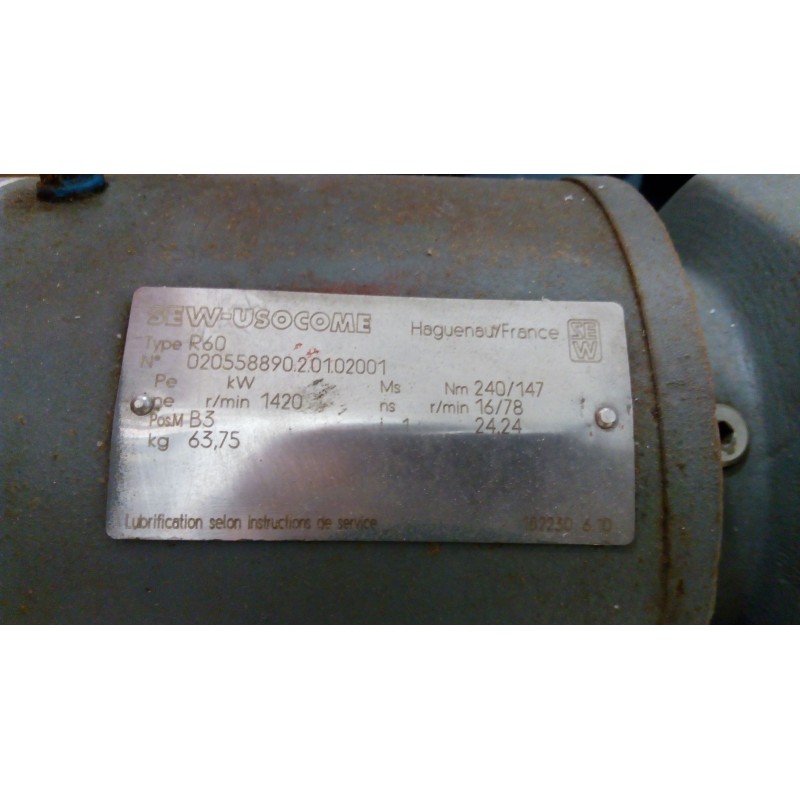 SEW-USOCOME Haguenau/France SEW
Type R60
N° 020558890.2.01.02001
Pe kW Ms Nm 240/147
ne r/min 1420 ns r/min 16/78
Pos.M B3 i 1 24,24
kg 63,75
Lubrification selon instructions de service 182230 6.10